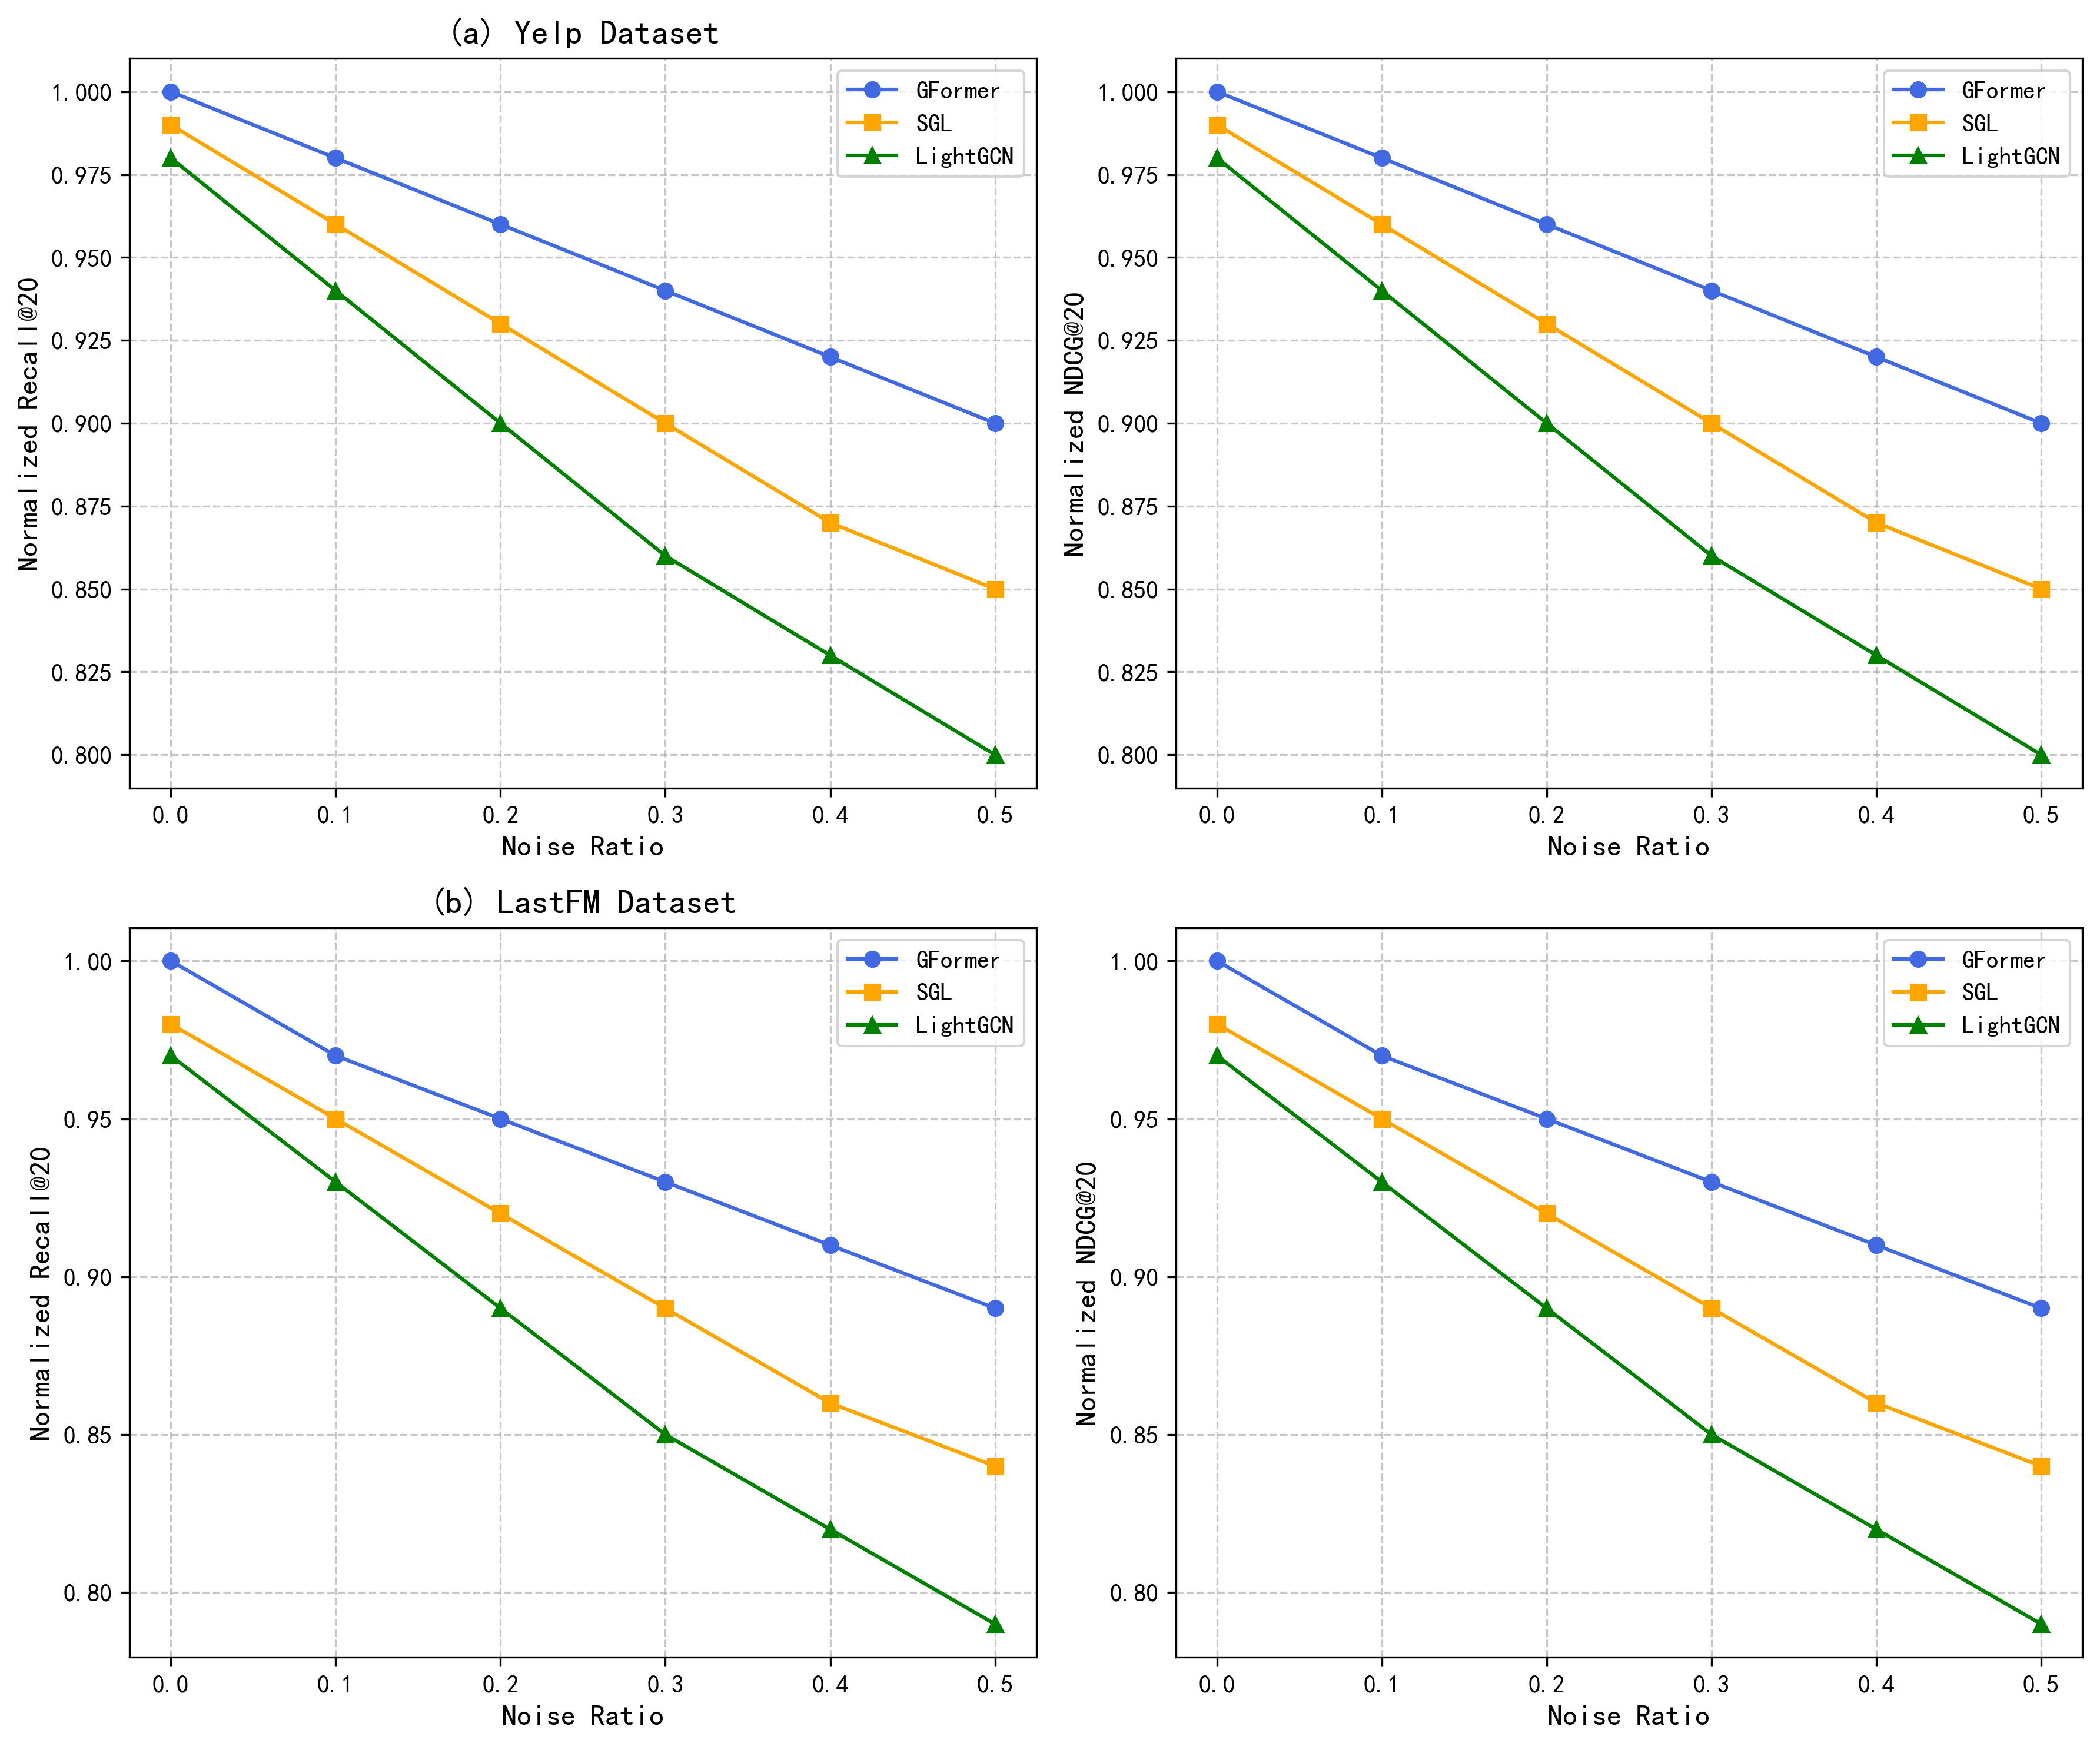 (a) Yelp Dataset
Normalized Recall@20
1.000
0.975
0.950
0.925
0.900
0.875
0.850
0.825
0.800
0.0 0.1 0.2 0.3 0.4 0.5
Noise Ratio
GFormer
SGL
LightGCN
Normalized NDCG@20
1.000
0.975
0.950
0.925
0.900
0.875
0.850
0.825
0.800
0.0 0.1 0.2 0.3 0.4 0.5
Noise Ratio
GFormer
SGL
LightGCN
(b) LastFM Dataset
Normalized Recall@20
1.00
0.95
0.90
0.85
0.80
0.0 0.1 0.2 0.3 0.4 0.5
Noise Ratio
GFormer
SGL
LightGCN
Normalized NDCG@20
1.00
0.95
0.90
0.85
0.80
0.0 0.1 0.2 0.3 0.4 0.5
Noise Ratio
GFormer
SGL
LightGCN